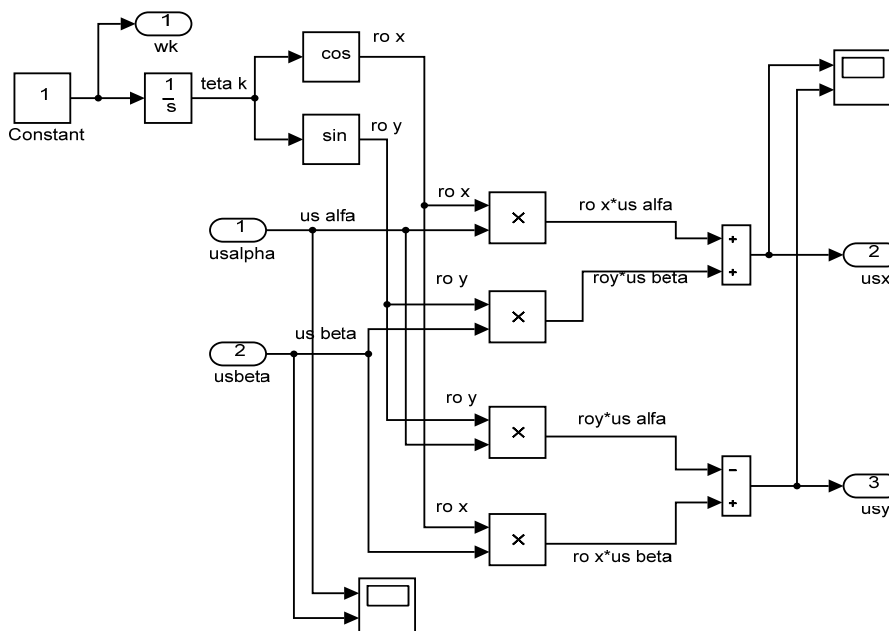 1
wk
ro x
cos
1
Constant
1
s
teta k
ro y
sin
ro x
us alfa
1
usalpha
×
ro x*us alfa
+
+
2
usx
ro y
roy*us beta
us beta
2
usbeta
×
ro y
roy*us alfa
×
-
+
3
usy
ro x
×
ro x*us beta